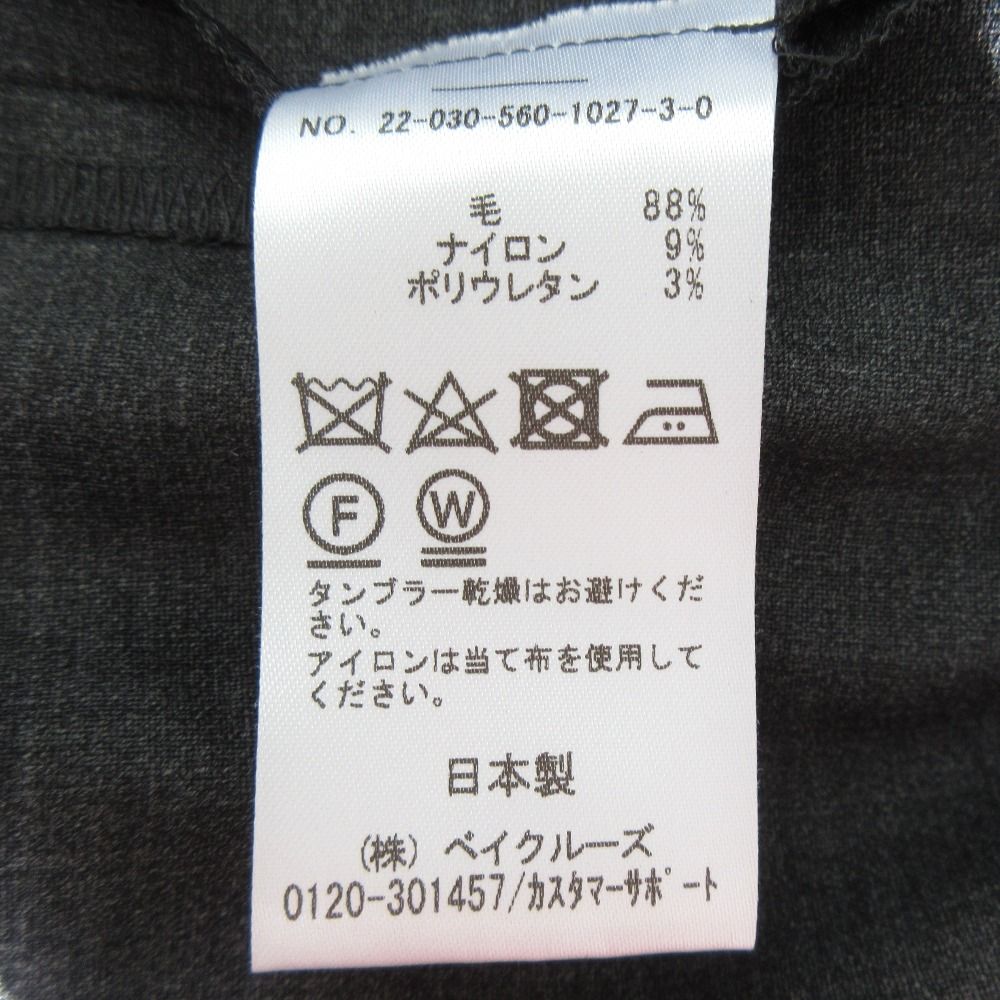 NO. 22-030-560-1027-3-0
毛 88%
ナイロン 9%
ポリウレタン 3%
F W
タンブラー乾燥はお避けくだ
さい。
アイロンは当て布を使用して
ください。
日本製
(株) ベイクルーズ
0120-301457/カスタマーサポート